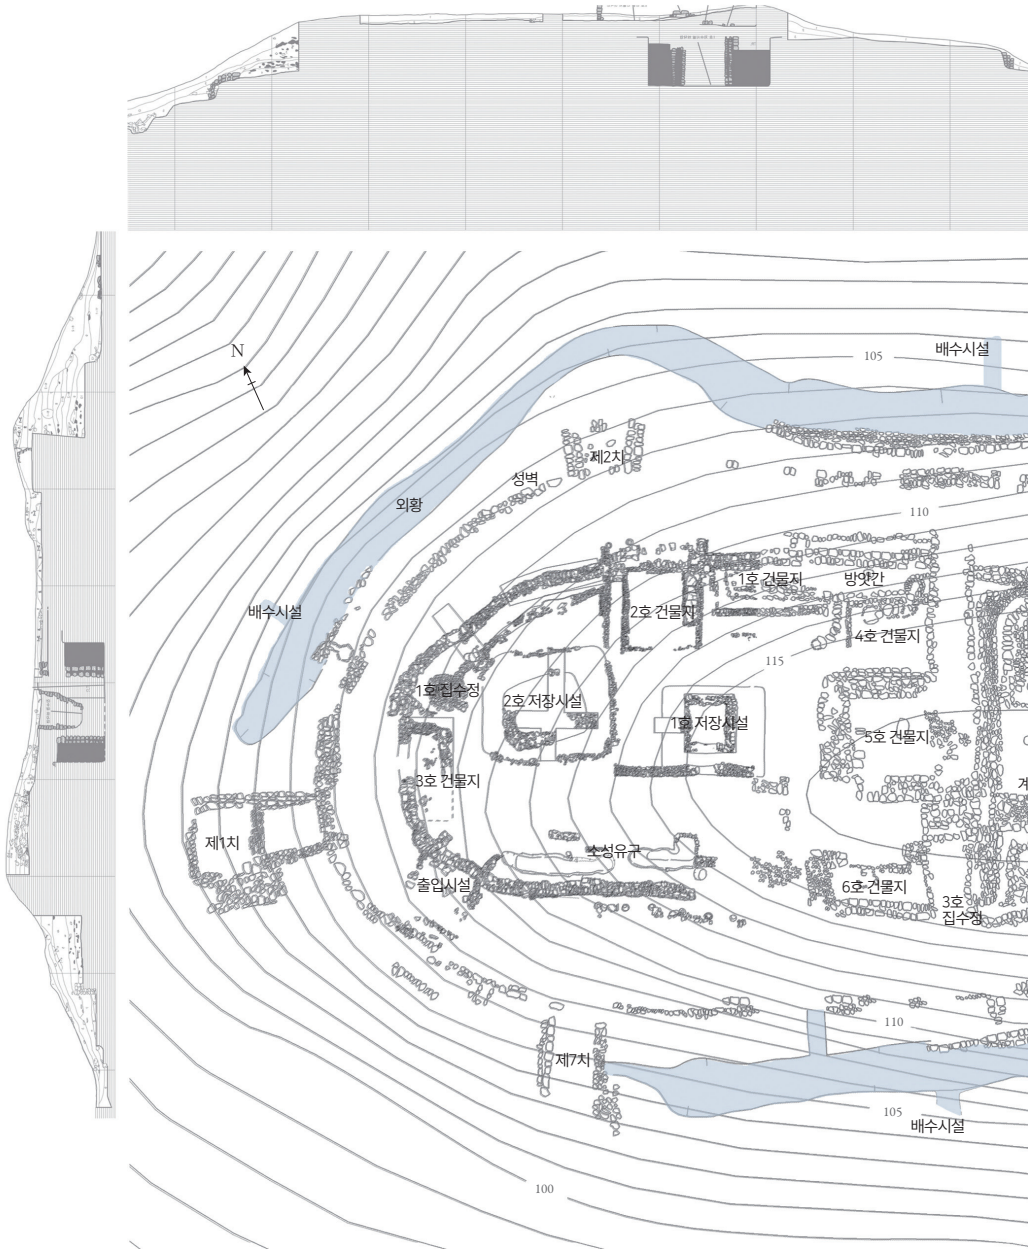 N
105
배수시설
제2치
성벽
외황
110
1호 건물지
방앗간
배수시설
2호 건물지
4호 건물지
115
1호 집수정
2호 저장시설
1호 저장시설
5호 건물지
3호 건물지
계
제1치
소성유구
출입시설
6호 건물지
3호
집수정
110
제7치
105
배수시설
100